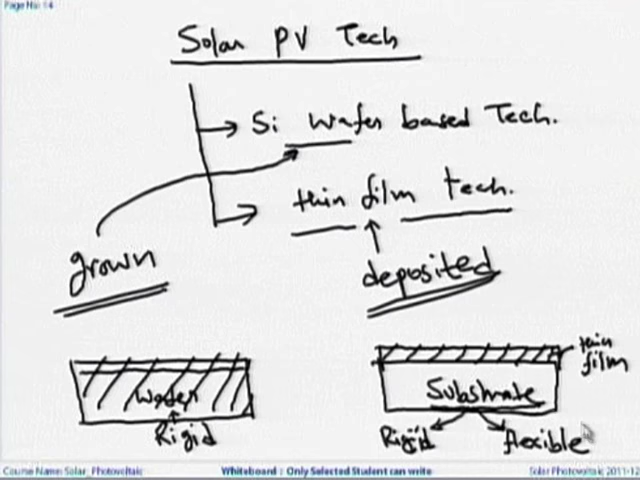 Page No: 14
Solar PV Tech
Si wafer based Tech.
thin film tech.
grown
deposited
thin
film
Wafer
Substrate
Rigid
Rigid
flexible
Course Name: Solar_Photovoltaic
Whiteboard : Only Selected Student can write
Solar Photovoltaic 2011-12